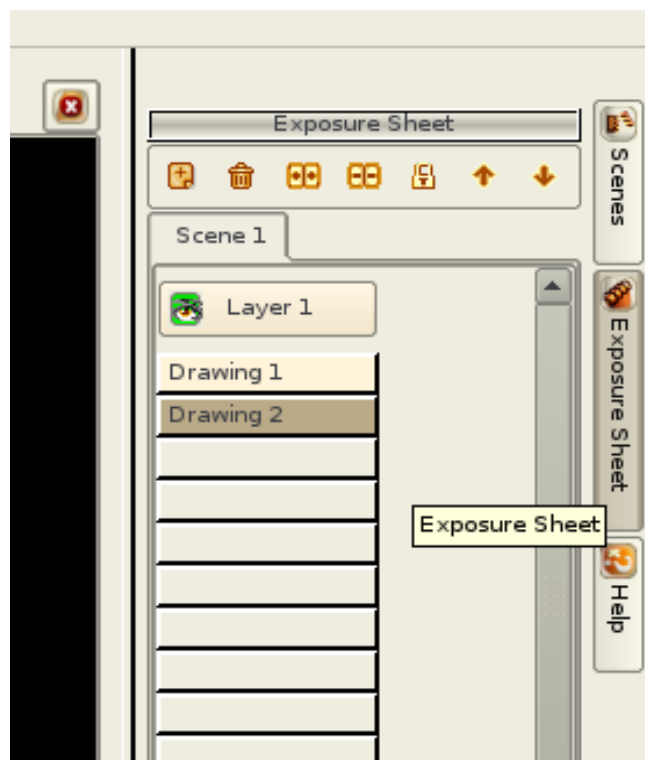 Exposure Sheet
Scene 1
Layer 1
Drawing 1
Drawing 2
Exposure Sheet
Scenes
Exposure Sheet
Help